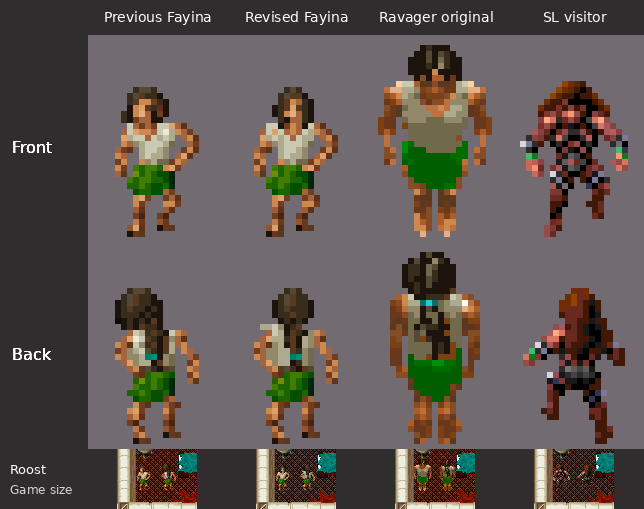 Previous Fayina
Revised Fayina
Ravager original
SL visitor
Front
Back
Roost
Game size